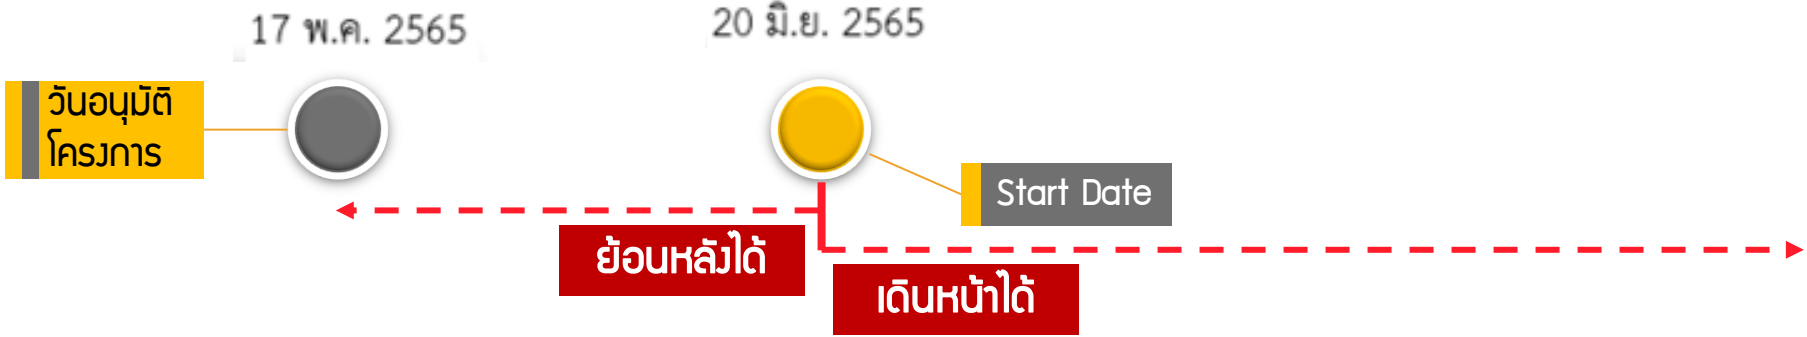 17 พ.ค. 2565
20 มิ.ย. 2565
วันอนุมัติ
โครงการ
Start Date
ย้อนหลังได้
เดินหน้าได้